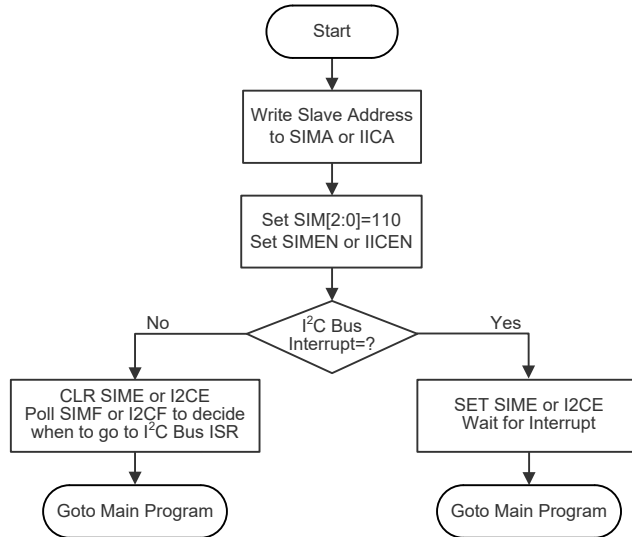 Start
Write Slave Address
to SIMA or IICA
Set SIM[2:0]=110
Set SIMEN or IICEN
I²C Bus
Interrupt=?
No
Yes
CLR SIME or I2CE
Poll SIMF or I2CF to decide
when to go to I²C Bus ISR
SET SIME or I2CE
Wait for Interrupt
Goto Main Program
Goto Main Program